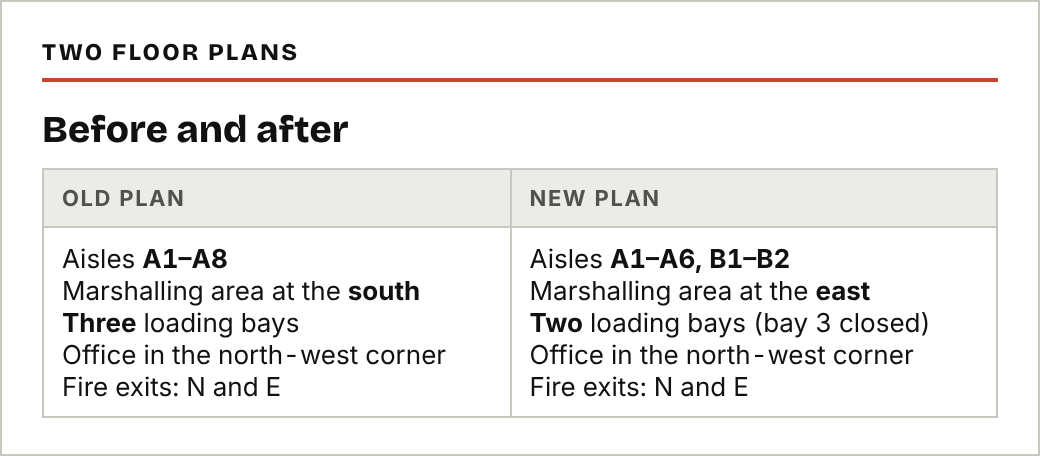 TWO FLOOR PLANS
Before and after
OLD PLAN
NEW PLAN
Aisles A1–A8
Marshalling area at the south
Three loading bays
Office in the north-west corner
Fire exits: N and E
Aisles A1–A6, B1–B2
Marshalling area at the east
Two loading bays (bay 3 closed)
Office in the north-west corner
Fire exits: N and E